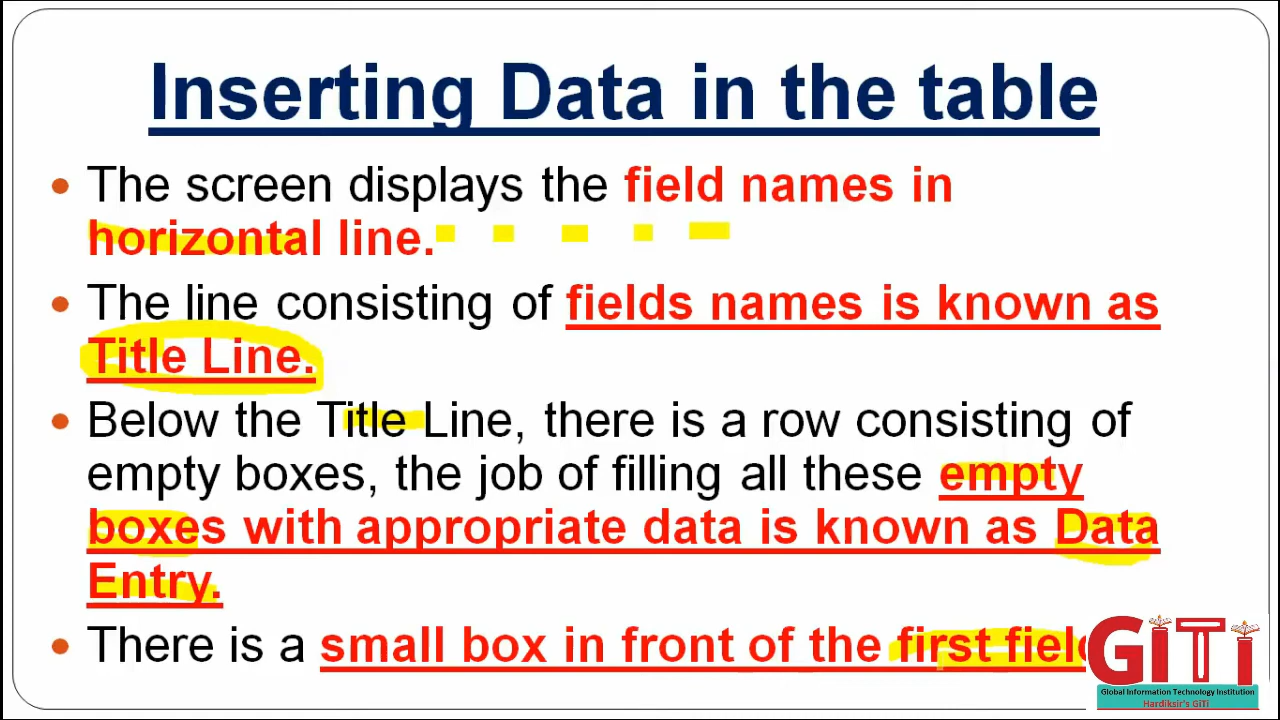 Inserting Data in the table
• The screen displays the field names in
horizontal line.
• The line consisting of fields names is known as
Title Line.
• Below the Title Line, there is a row consisting of
empty boxes, the job of filling all these empty
boxes with appropriate data is known as Data
Entry.
• There is a small box in front of the first field
GiTi
Global Information Technology Institution
Hardiksir's GiTi